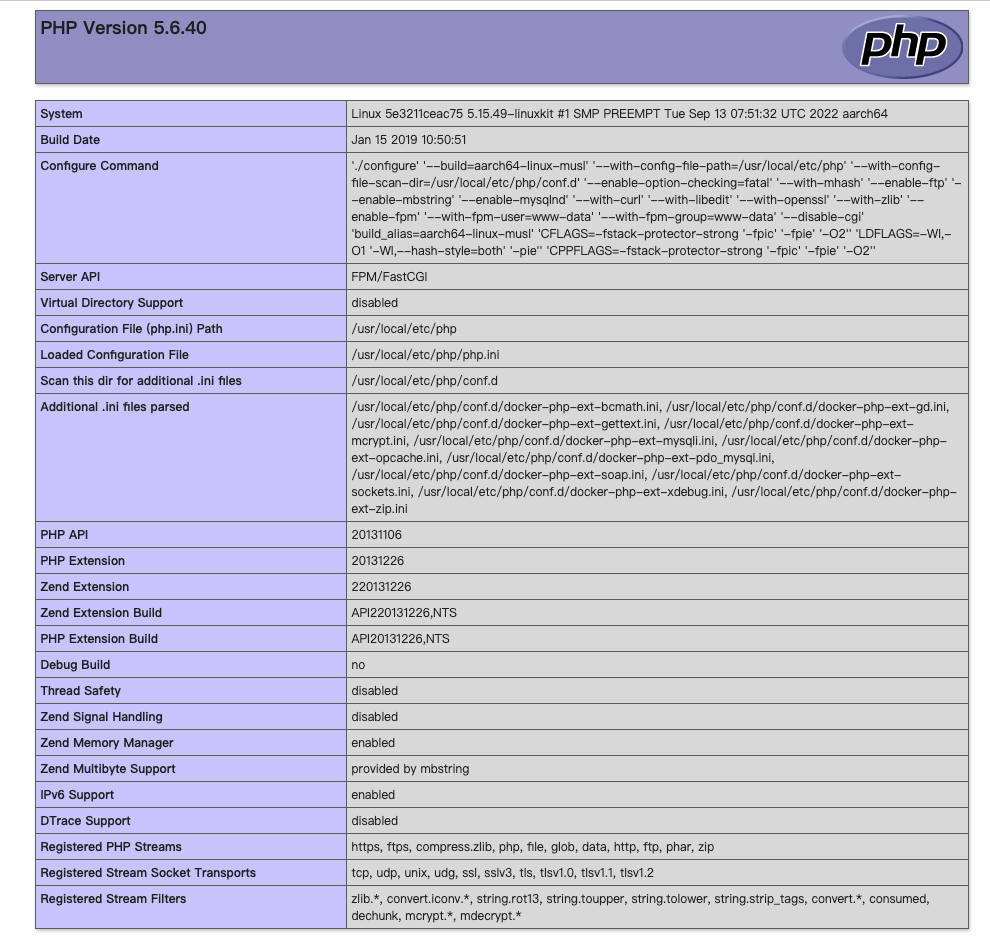 PHP Version 5.6.40
php
System Linux 5e3211ceac75 5.15.49-linuxkit #1 SMP PREEMPT Tue Sep 13 07:51:32 UTC 2022 aarch64
Build Date Jan 15 2019 10:50:51
Configure Command './configure' '--build=aarch64-linux-musl' '--with-config-file-path=/usr/local/etc/php' '--with-config-
file-scan-dir=/usr/local/etc/php/conf.d' '--enable-option-checking=fatal' '--with-mhash' '--enable-ftp' '-
-enable-mbstring' '--enable-mysqlnd' '--with-curl' '--with-libedit' '--with-openssl' '--with-zlib' '--
enable-fpm' '--with-fpm-user=www-data' '--with-fpm-group=www-data' '--disable-cgi'
'build_alias=aarch64-linux-musl' 'CFLAGS=-fstack-protector-strong '-fpic' '-fpie' '-O2'' 'LDFLAGS=-Wl,-
O1 '-Wl,--hash-style=both' '-pie'' 'CPPFLAGS=-fstack-protector-strong '-fpic' '-fpie' '-O2''
Server API FPM/FastCGI
Virtual Directory Support disabled
Configuration File (php.ini) Path /usr/local/etc/php
Loaded Configuration File /usr/local/etc/php/php.ini
Scan this dir for additional .ini files /usr/local/etc/php/conf.d
Additional .ini files parsed /usr/local/etc/php/conf.d/docker-php-ext-bcmath.ini, /usr/local/etc/php/conf.d/docker-php-ext-gd.ini,
/usr/local/etc/php/conf.d/docker-php-ext-gettext.ini, /usr/local/etc/php/conf.d/docker-php-ext-
mcrypt.ini, /usr/local/etc/php/conf.d/docker-php-ext-mysqli.ini, /usr/local/etc/php/conf.d/docker-php-
ext-opcache.ini, /usr/local/etc/php/conf.d/docker-php-ext-pdo_mysql.ini,
/usr/local/etc/php/conf.d/docker-php-ext-soap.ini, /usr/local/etc/php/conf.d/docker-php-ext-
sockets.ini, /usr/local/etc/php/conf.d/docker-php-ext-xdebug.ini, /usr/local/etc/php/conf.d/docker-php-
ext-zip.ini
PHP API 20131106
PHP Extension 20131226
Zend Extension 220131226
Zend Extension Build API220131226,NTS
PHP Extension Build API20131226,NTS
Debug Build no
Thread Safety disabled
Zend Signal Handling disabled
Zend Memory Manager enabled
Zend Multibyte Support provided by mbstring
IPv6 Support enabled
DTrace Support disabled
Registered PHP Streams https, ftps, compress.zlib, php, file, glob, data, http, ftp, phar, zip
Registered Stream Socket Transports tcp, udp, unix, udg, ssl, sslv3, tls, tlsv1.0, tlsv1.1, tlsv1.2
Registered Stream Filters zlib.*, convert.iconv.*, string.rot13, string.toupper, string.tolower, string.strip_tags, convert.*, consumed,
dechunk, mcrypt.*, mdecrypt.*